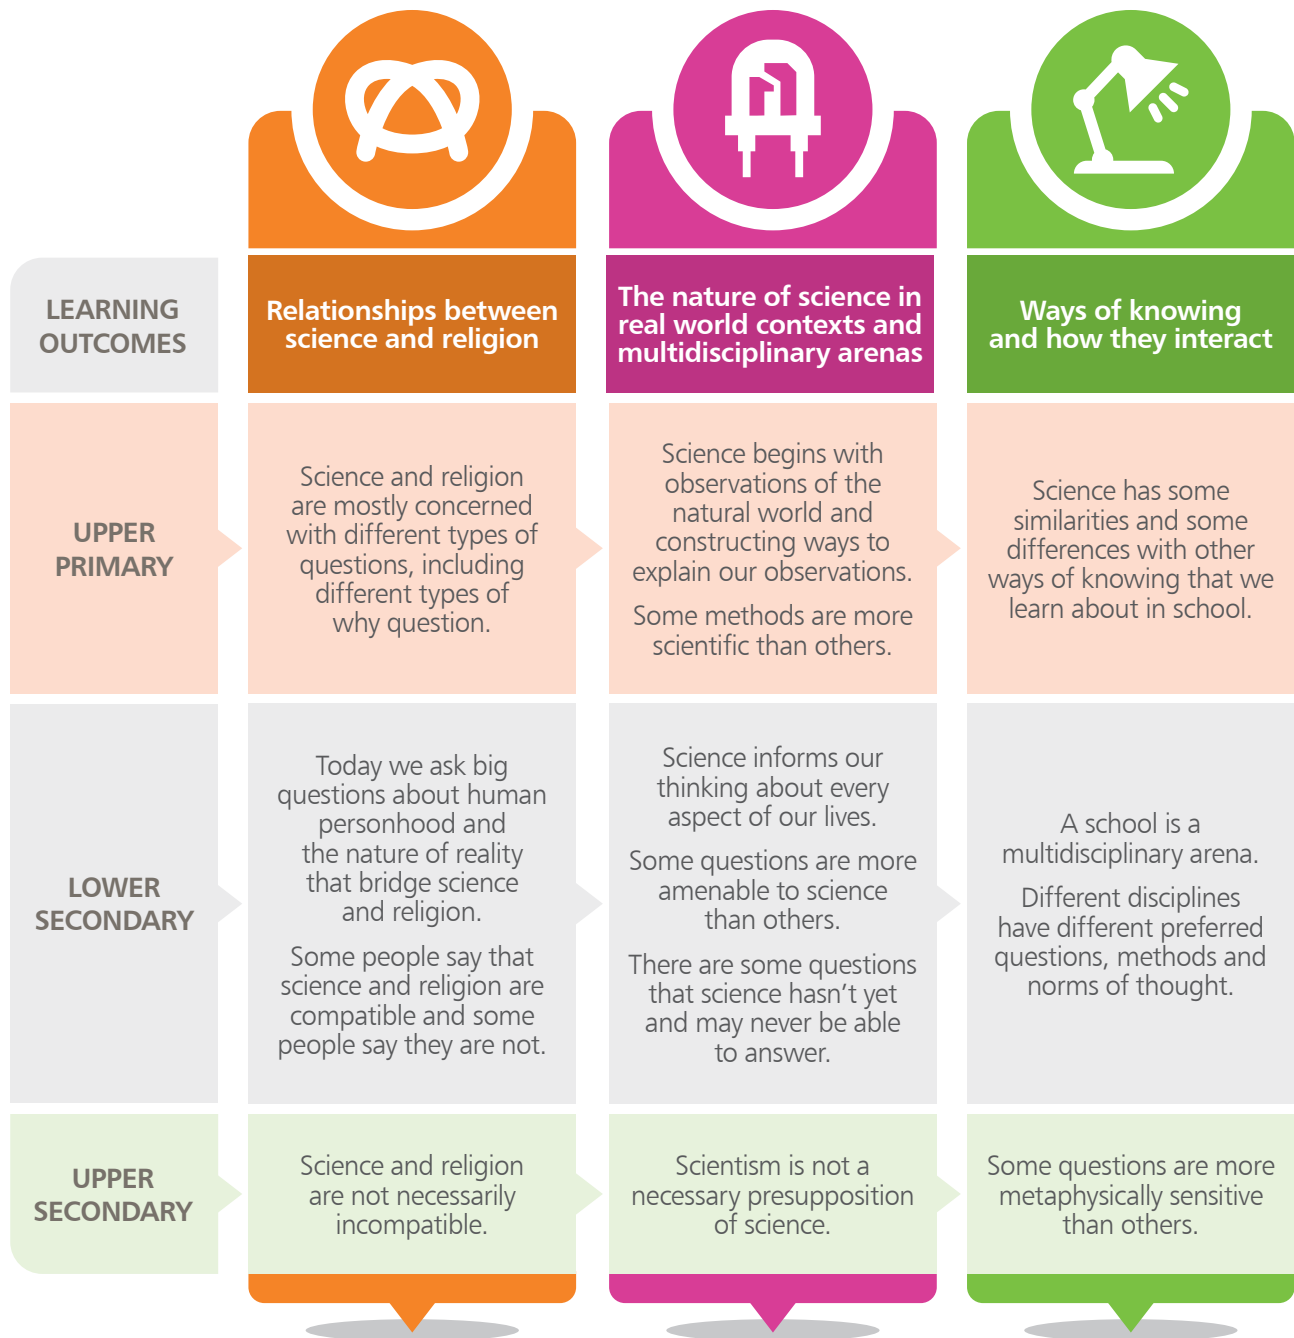 LEARNING
OUTCOMES
Relationships between
science and religion
The nature of science in
real world contexts and
multidisciplinary arenas
Ways of knowing
and how they interact
UPPER
PRIMARY
Science and religion
are mostly concerned
with different types of
questions, including
different types of
why question.
Science begins with
observations of the
natural world and
constructing ways to
explain our observations.
Some methods are more
scientific than others.
Science has some
similarities and some
differences with other
ways of knowing that we
learn about in school.
LOWER
SECONDARY
Today we ask big
questions about human
personhood and
the nature of reality
that bridge science
and religion.
Some people say that
science and religion are
compatible and some
people say they are not.
Science informs our
thinking about every
aspect of our lives.
Some questions are more
amenable to science
than others.
There are some questions
that science hasn’t yet
and may never be able
to answer.
A school is a
multidisciplinary arena.
Different disciplines
have different preferred
questions, methods and
norms of thought.
UPPER
SECONDARY
Science and religion
are not necessarily
incompatible.
Scientism is not a
necessary presupposition
of science.
Some questions are more
metaphysically sensitive
than others.